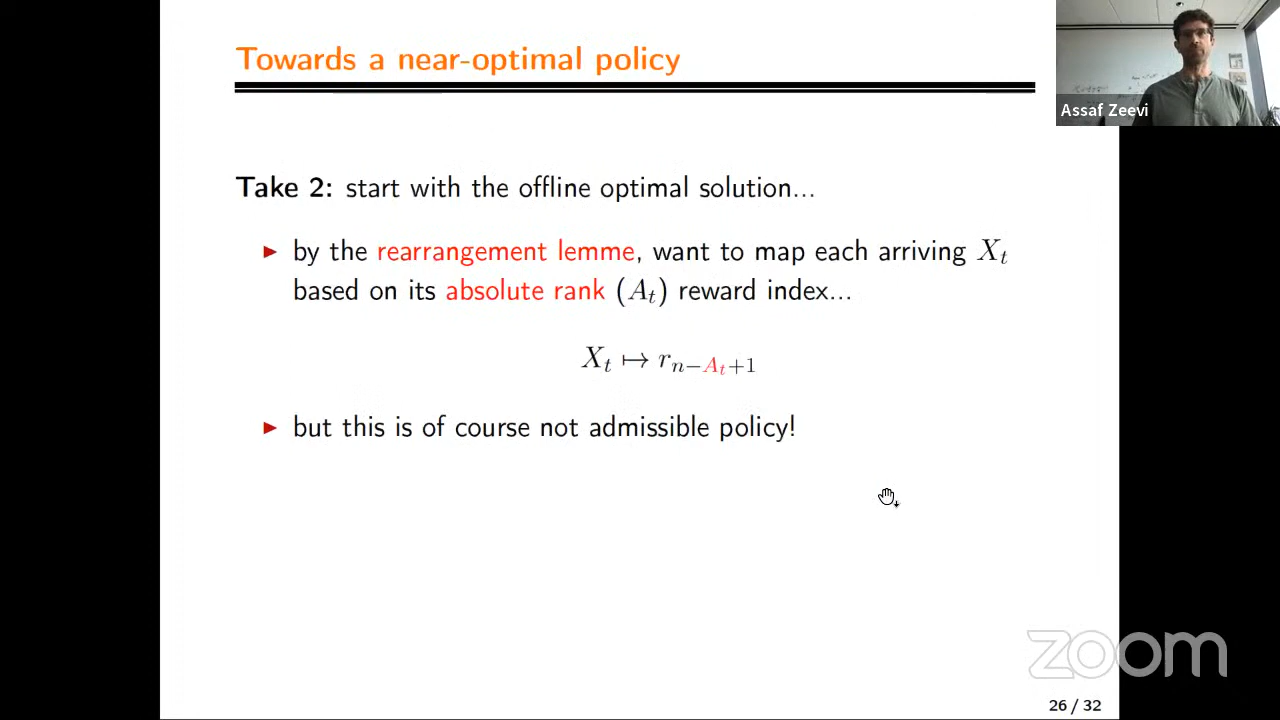 Towards a near-optimal policy
Assaf Zeevi
Take 2: start with the offline optimal solution...
▶ by the rearrangement lemme, want to map each arriving X_t
based on its absolute rank (A_t) reward index...
X_t ↦ r_{n−A_t+1}
▶ but this is of course not admissible policy!
zoom
26 / 32